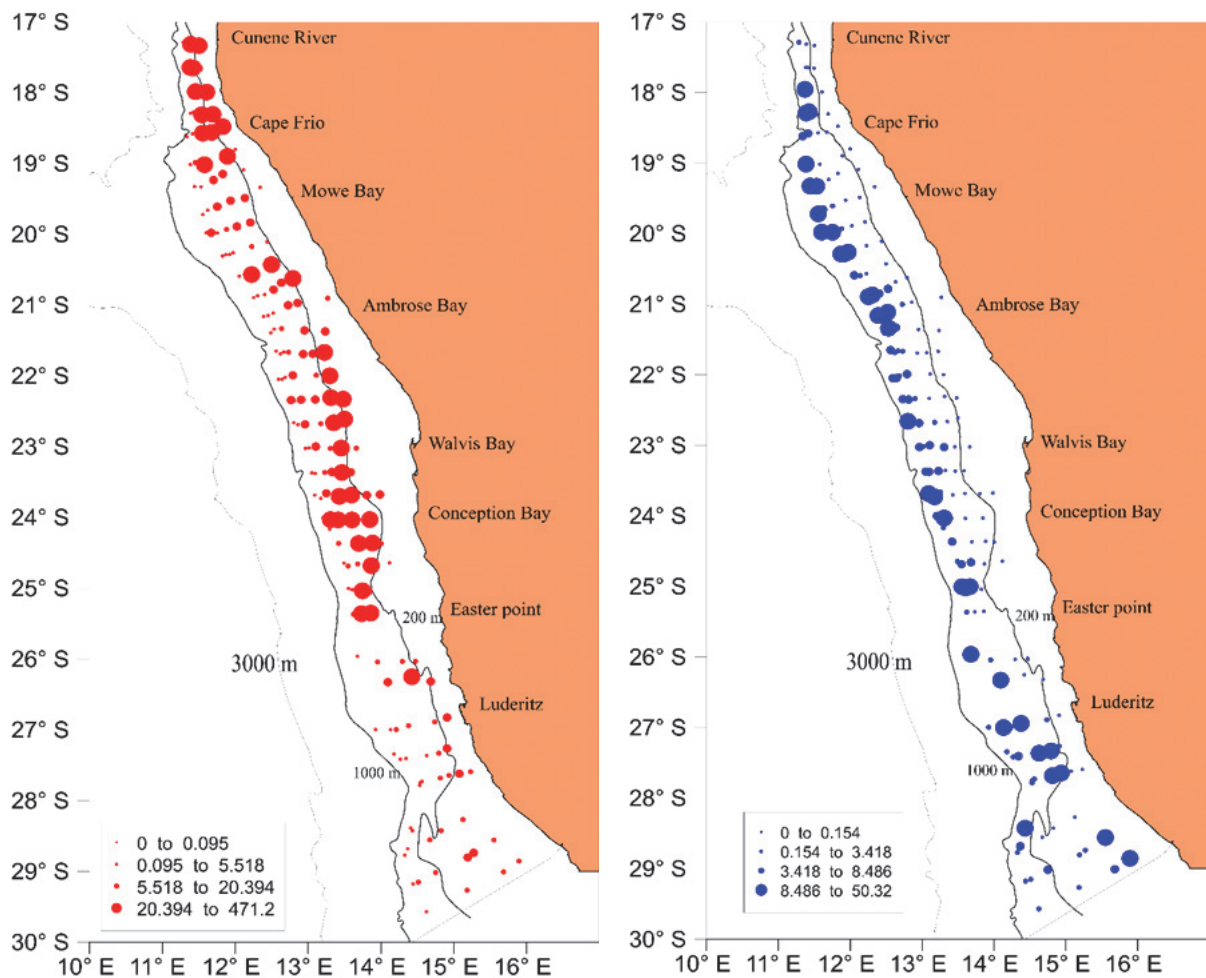 17° S
18° S
19° S
20° S
21° S
22° S
23° S
24° S
25° S
26° S
27° S
28° S
29° S
30° S
10° E
11° E
12° E
13° E
14° E
15° E
16° E
Cunene River
Cape Frio
Mowe Bay
Ambrose Bay
Walvis Bay
Conception Bay
Easter point
200 m
3000 m
Luderitz
1000 m
0 to 0.095
0.095 to 5.518
5.518 to 20.394
20.394 to 471.2
17° S
18° S
19° S
20° S
21° S
22° S
23° S
24° S
25° S
26° S
27° S
28° S
29° S
30° S
10° E
11° E
12° E
13° E
14° E
15° E
16° E
Cunene River
Cape Frio
Mowe Bay
Ambrose Bay
Walvis Bay
Conception Bay
Easter point
200 m
3000 m
Luderitz
1000 m
0 to 0.154
0.154 to 3.418
3.418 to 8.486
8.486 to 50.32